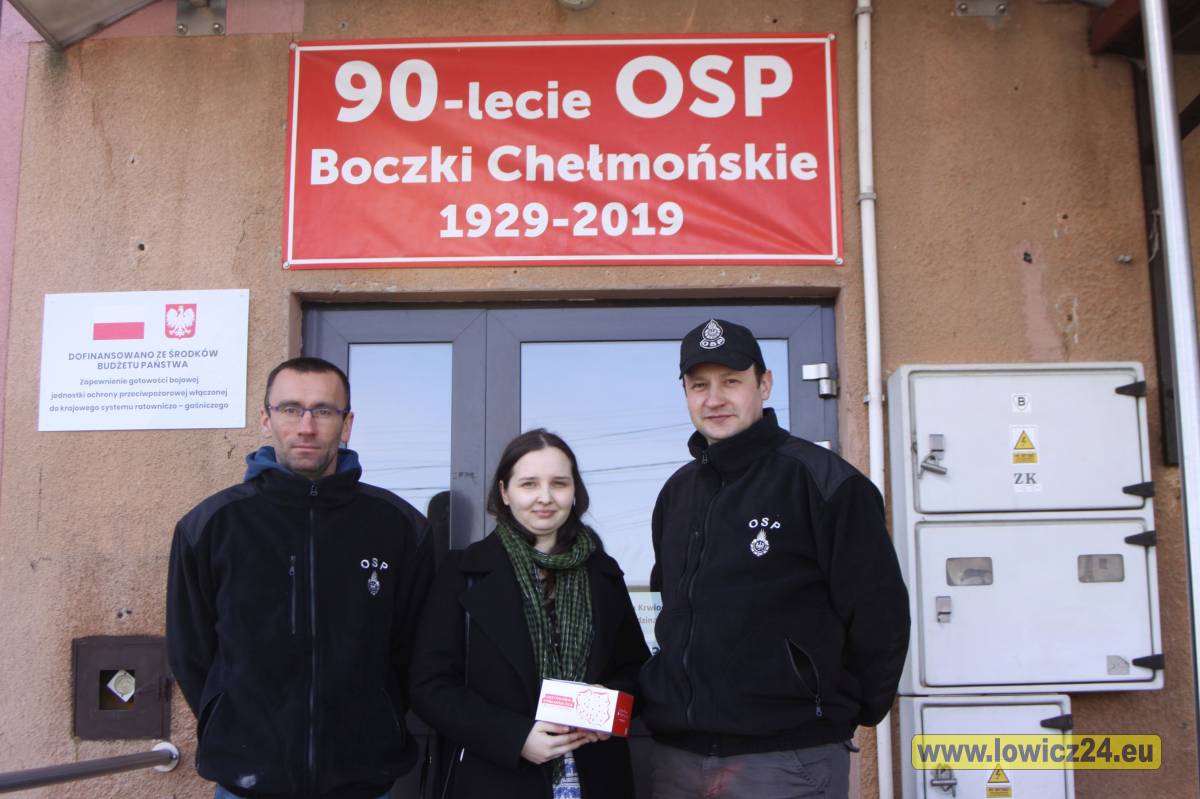 90-lecie OSP
Boczki Chełmońskie
1929-2019
DOFINANSOWANO ZE ŚRODKÓW
BUDŻETU PAŃSTWA
Zapewnienie gotowości bojowej
jednostki ochrony przeciwpożarowej włączonej
do krajowego systemu ratowniczo - gaśniczego
OSP
OSP
OSP
B
ZK
www.lowicz24.eu